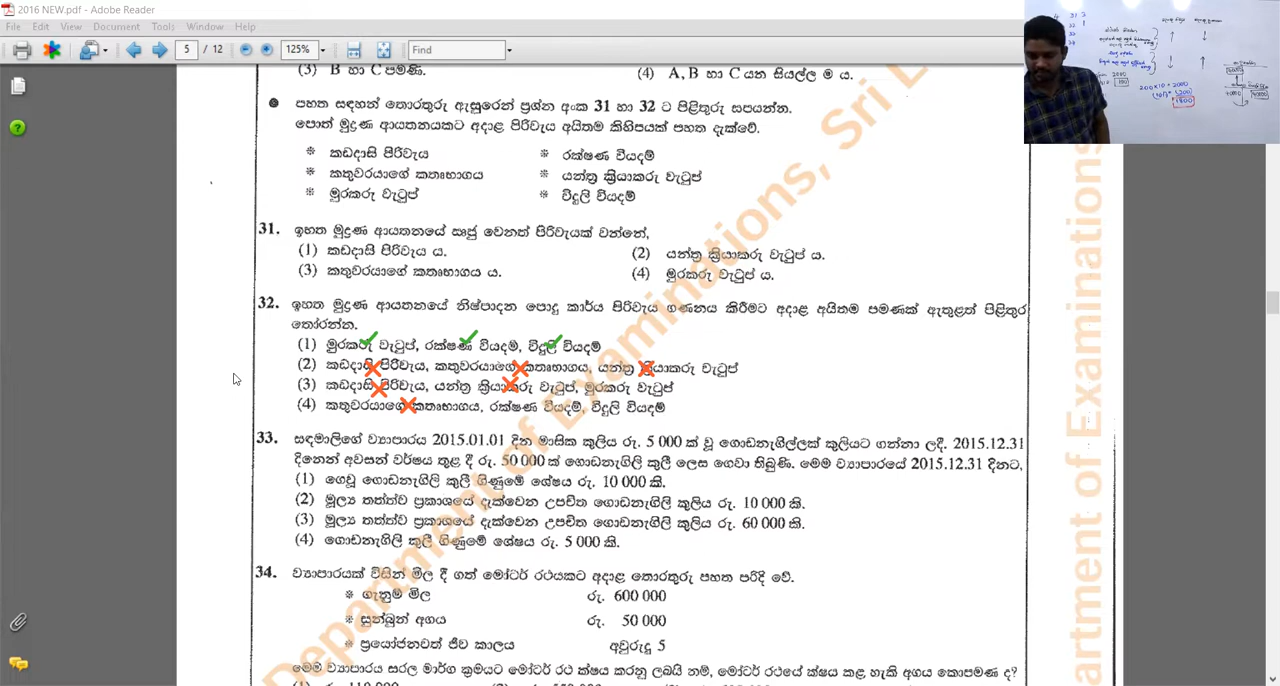 2016 NEW.pdf - Adobe Reader
File Edit View Document Tools Window Help
5 / 12 125% Find
(3) B හා C පමණි. (4) A, B හා C යන සියල්ල ම ය.
පහත සඳහන් තොරතුරු ඇසුරෙන් ප්‍රශ්න අංක 31 හා 32 ට පිළිතුරු සපයන්න.
පොත් මුද්‍රණ ආයතනයකට අදාළ පිරිවැය අයිතම කිහිපයක් පහත දැක්වේ.
* කඩදාසි පිරිවැය * රක්ෂණ වියදම්
* කතුවරයාගේ කතෘභාගය * යන්ත්‍ර ක්‍රියාකරු වැටුප්
* මුරකරු වැටුප් * විදුලි වියදම්
31. ඉහත මුද්‍රණ ආයතනයේ සෘජු වෙනත් පිරිවැයක් වන්නේ,
(1) කඩදාසි පිරිවැය ය. (2) යන්ත්‍ර ක්‍රියාකරු වැටුප් ය.
(3) කතුවරයාගේ කතෘභාගය ය. (4) මුරකරු වැටුප් ය.
32. ඉහත මුද්‍රණ ආයතනයේ නිෂ්පාදන පොදු කාර්ය පිරිවැය ගණනය කිරීමට අදාළ අයිතම පමණක් ඇතුළත් පිළිතුර
තෝරන්න.
(1) මුරකරු වැටුප්, රක්ෂණ වියදම්, විදුලි වියදම්
(2) කඩදාසි පිරිවැය, කතුවරයාගේ කතෘභාගය, යන්ත්‍ර ක්‍රියාකරු වැටුප්
(3) කඩදාසි පිරිවැය, යන්ත්‍ර ක්‍රියාකරු වැටුප්, මුරකරු වැටුප්
(4) කතුවරයාගේ කතෘභාගය, රක්ෂණ වියදම්, විදුලි වියදම්
33. සඳමාලිගේ ව්‍යාපාරය 2015.01.01 දින මාසික කුලිය රු. 5 000 ක් වූ ගොඩනැගිල්ලක් කුලියට ගන්නා ලදී. 2015.12.31
දිනෙන් අවසන් වර්ෂය තුළ දී රු. 50 000 ක් ගොඩනැගිලි කුලී ලෙස ගෙවා තිබුණි. මෙම ව්‍යාපාරයේ 2015.12.31 දිනට,
(1) ගෙවූ ගොඩනැගිලි කුලී ගිණුමේ ශේෂය රු. 10 000 කි.
(2) මූල්‍ය තත්ත්ව ප්‍රකාශයේ දැක්වෙන උපචිත ගොඩනැගිලි කුලිය රු. 10 000 කි.
(3) මූල්‍ය තත්ත්ව ප්‍රකාශයේ දැක්වෙන උපචිත ගොඩනැගිලි කුලිය රු. 60 000 කි.
(4) ගොඩනැගිලි කුලී ගිණුමේ ශේෂය රු. 5 000 කි.
34. ව්‍යාපාරයක් විසින් මිල දී ගත් මෝටර් රථයකට අදාළ තොරතුරු පහත පරිදි වේ.
* ගැනුම් මිල රු. 600 000
* සුන්බුන් අගය රු. 50 000
* ප්‍රයෝජනවත් ජීව කාලය අවුරුදු 5
මෙම ව්‍යාපාරය සරල මාර්ග ක්‍රමයට මෝටර් රථ ක්ෂය කරනු ලබයි නම්, මෝටර් රථයේ ක්ෂය කළ හැකි අගය කොපමණ ද?
Department of Examinations, Sri L
artment of Examinations